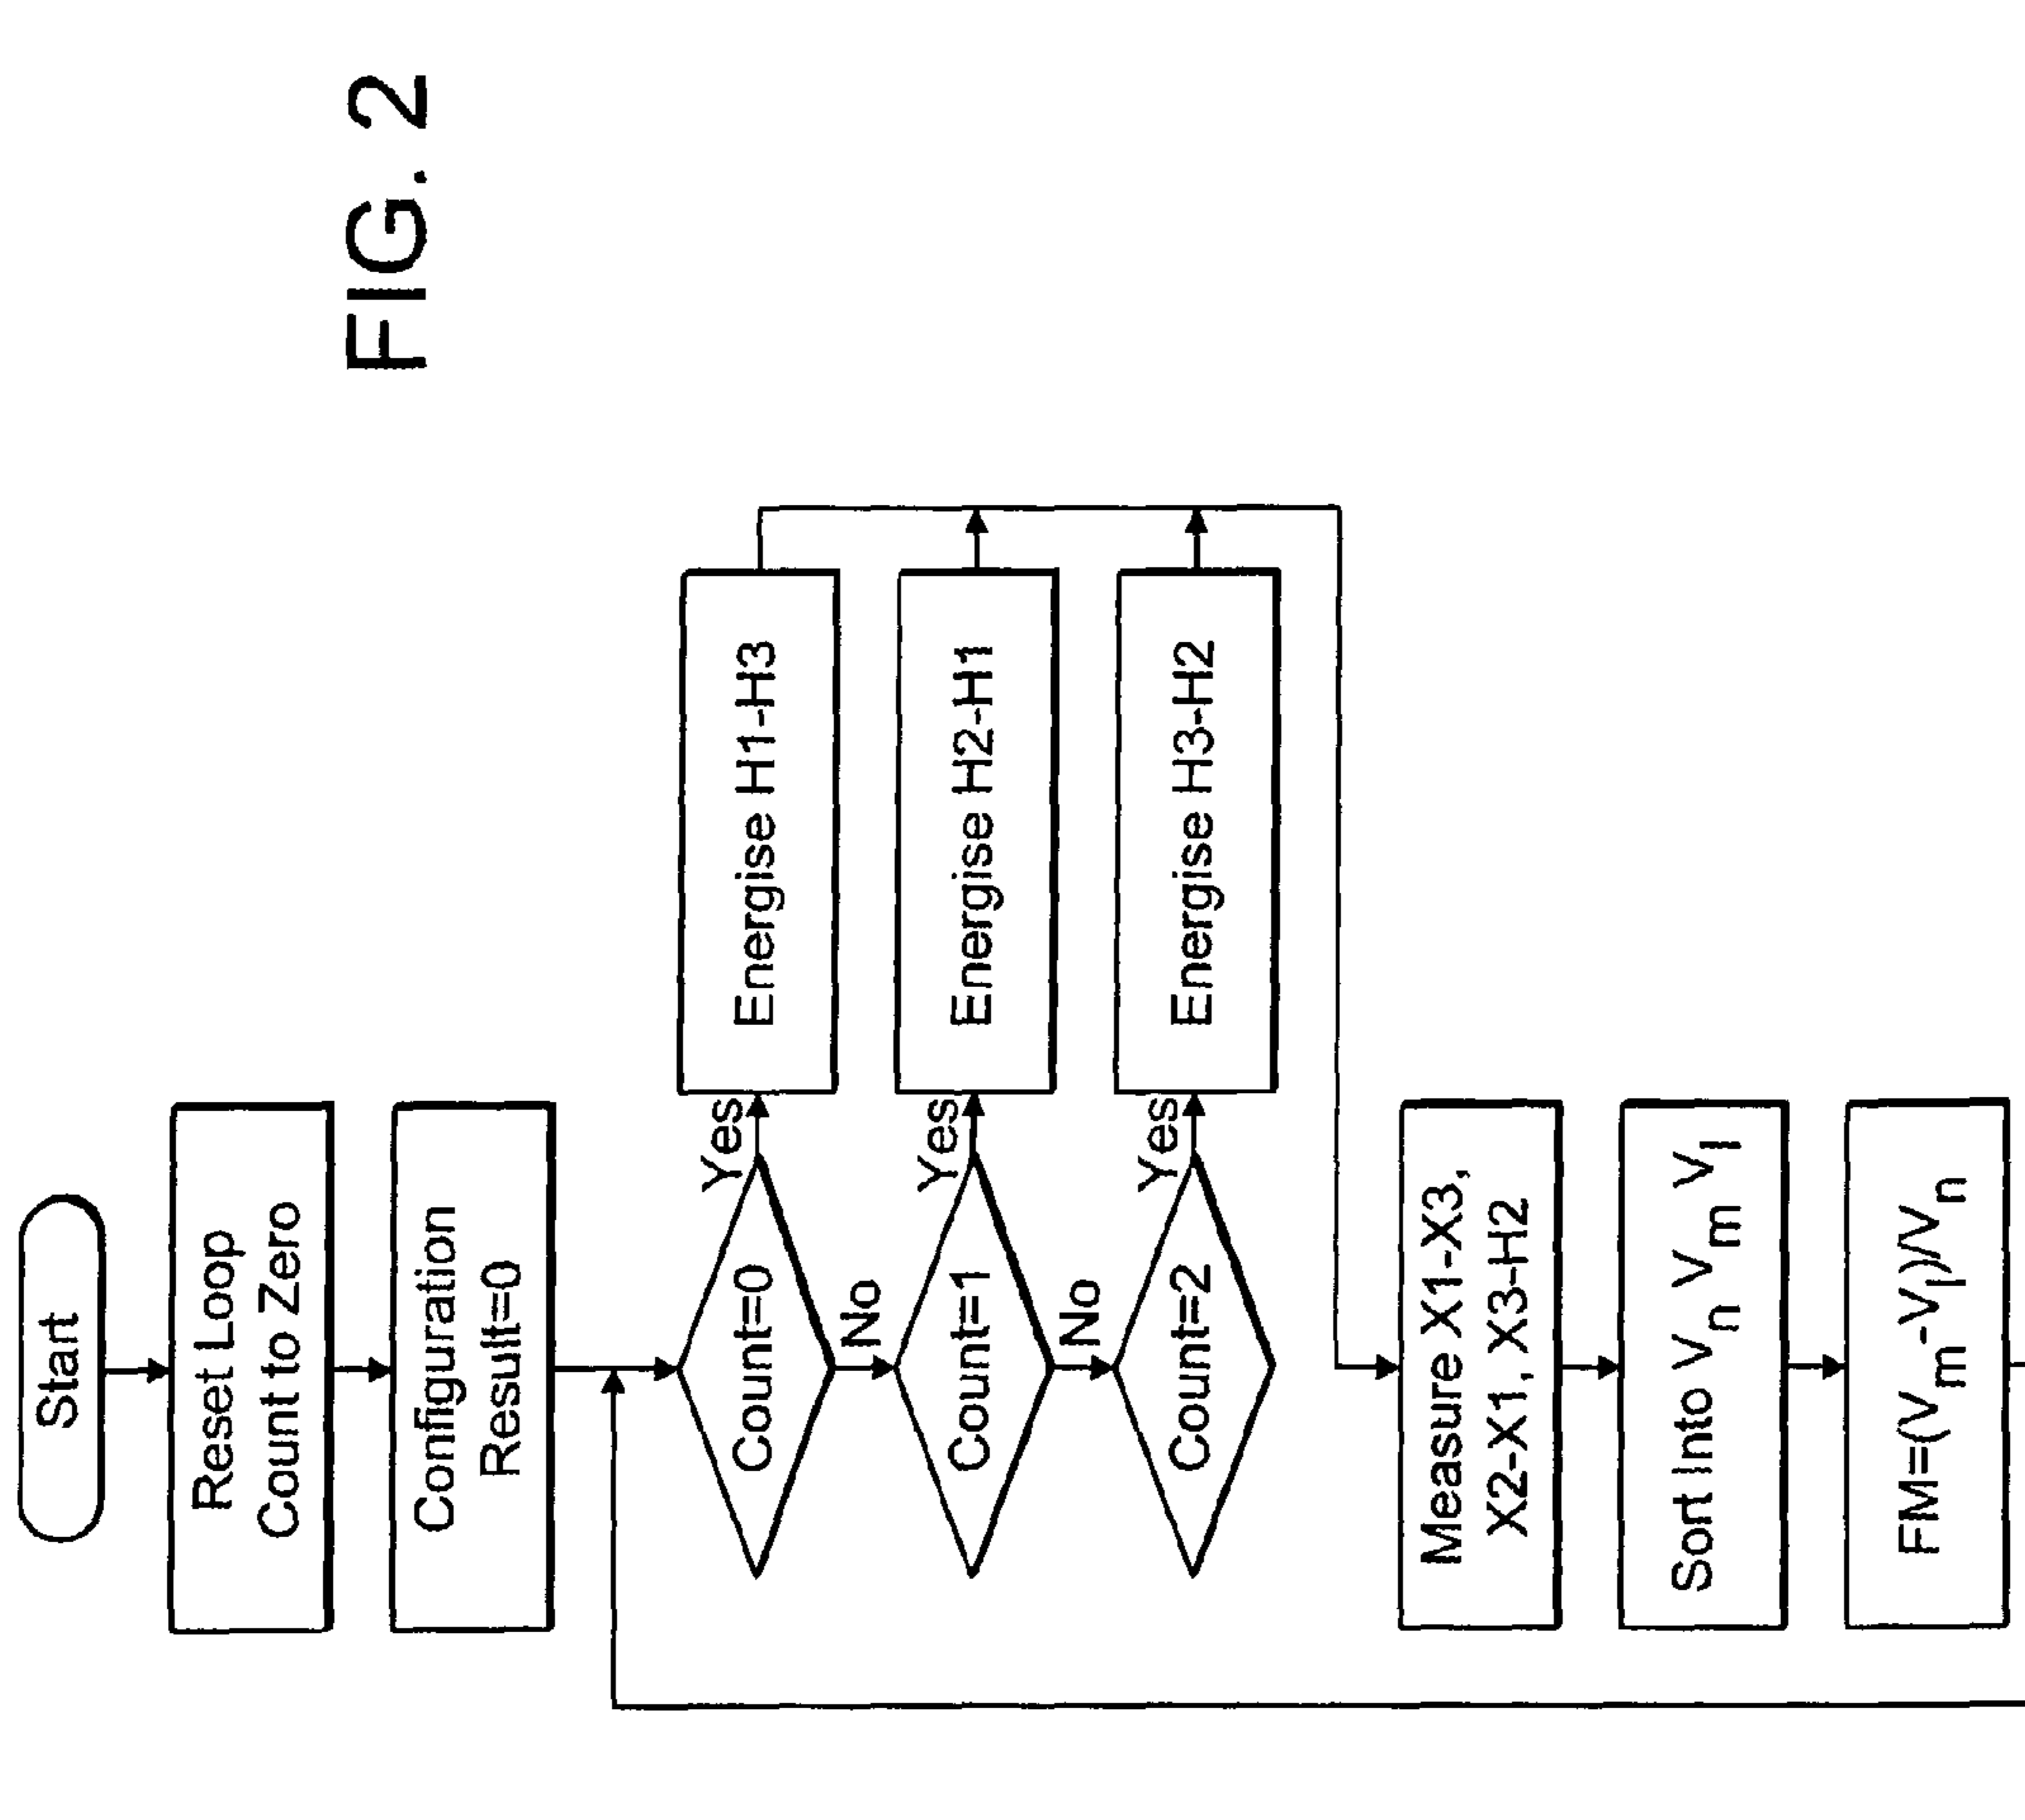 FIG. 2
Start
Reset Loop
Count to Zero
Configuration
Result=0
Count=0
Yes
Energise H1-H3
No
Count=1
Yes
Energise H2-H1
No
Count=2
Yes
Energise H3-H2
Measure X1-X3,
X2-X1, X3-H2
Sort Into Vn Vm Vl
FM=(Vm-Vl)/Vn